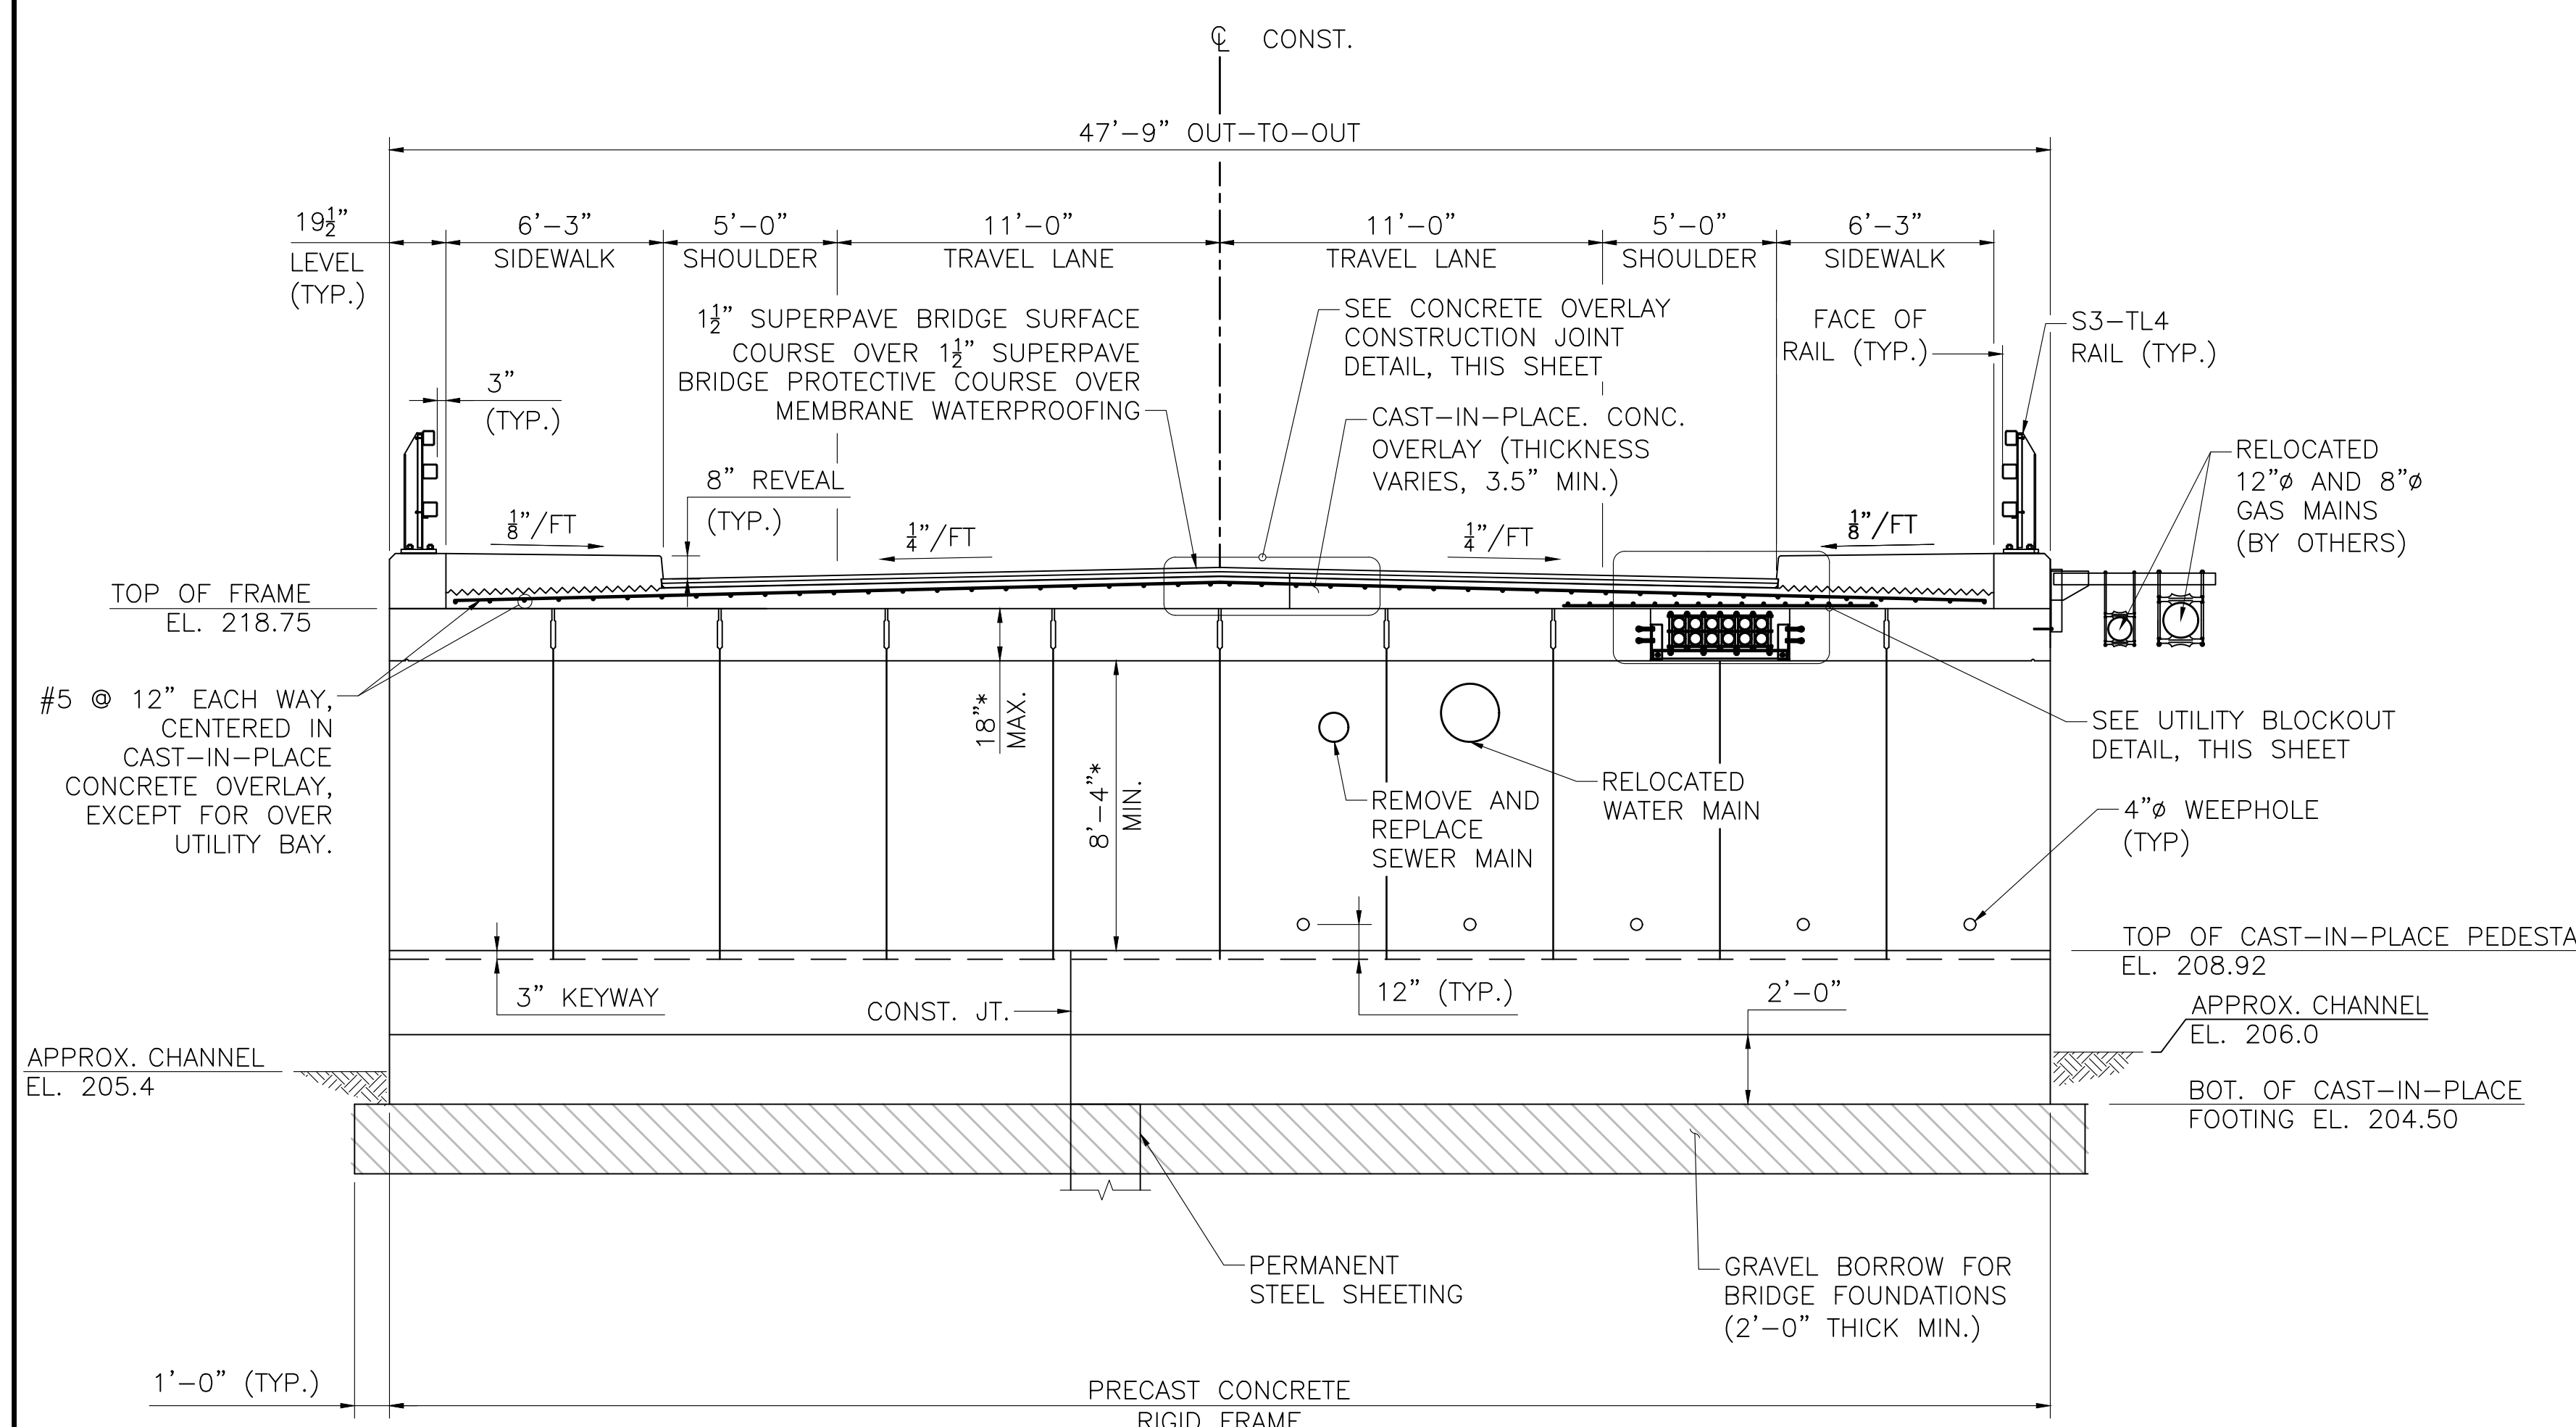 ℄ CONST.
47'-9" OUT-TO-OUT
19½"
LEVEL
(TYP.)
6'-3"
SIDEWALK
5'-0"
SHOULDER
11'-0"
TRAVEL LANE
11'-0"
TRAVEL LANE
5'-0"
SHOULDER
6'-3"
SIDEWALK
1½" SUPERPAVE BRIDGE SURFACE
COURSE OVER 1½" SUPERPAVE
BRIDGE PROTECTIVE COURSE OVER
MEMBRANE WATERPROOFING
SEE CONCRETE OVERLAY
CONSTRUCTION JOINT
DETAIL, THIS SHEET
FACE OF
RAIL (TYP.)
S3-TL4
RAIL (TYP.)
3"
(TYP.)
CAST-IN-PLACE. CONC.
OVERLAY (THICKNESS
VARIES, 3.5" MIN.)
RELOCATED
12"ø AND 8"ø
GAS MAINS
(BY OTHERS)
8" REVEAL
(TYP.)
⅛"/FT
¼"/FT
¼"/FT
⅛"/FT
TOP OF FRAME
EL. 218.75
#5 @ 12" EACH WAY,
CENTERED IN
CAST-IN-PLACE
CONCRETE OVERLAY,
EXCEPT FOR OVER
UTILITY BAY.
18"*
MAX.
8'-4"*
MIN.
REMOVE AND
REPLACE
SEWER MAIN
RELOCATED
WATER MAIN
SEE UTILITY BLOCKOUT
DETAIL, THIS SHEET
4"ø WEEPHOLE
(TYP)
TOP OF CAST-IN-PLACE PEDESTA
EL. 208.92
3" KEYWAY
CONST. JT.
12" (TYP.)
2'-0"
APPROX. CHANNEL
EL. 206.0
APPROX. CHANNEL
EL. 205.4
BOT. OF CAST-IN-PLACE
FOOTING EL. 204.50
PERMANENT
STEEL SHEETING
GRAVEL BORROW FOR
BRIDGE FOUNDATIONS
(2'-0" THICK MIN.)
1'-0" (TYP.)
PRECAST CONCRETE
RIGID FRAME